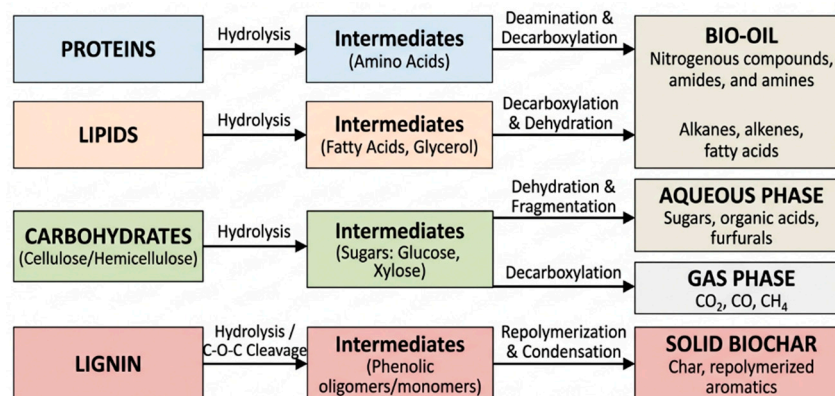 PROTEINS
Hydrolysis
Intermediates
(Amino Acids)
Deamination &
Decarboxylation
BIO-OIL
Nitrogenous compounds,
amides, and amines
LIPIDS
Hydrolysis
Intermediates
(Fatty Acids, Glycerol)
Decarboxylation
& Dehydration
Alkanes, alkenes,
fatty acids
CARBOHYDRATES
(Cellulose/Hemicellulose)
Hydrolysis
Intermediates
(Sugars: Glucose,
Xylose)
Dehydration &
Fragmentation
AQUEOUS PHASE
Sugars, organic acids,
furfurals
Decarboxylation
GAS PHASE
CO₂, CO, CH₄
LIGNIN
Hydrolysis /
C-O-C Cleavage
Intermediates
(Phenolic
oligomers/monomers)
Repolymerization
& Condensation
SOLID BIOCHAR
Char, repolymerized
aromatics